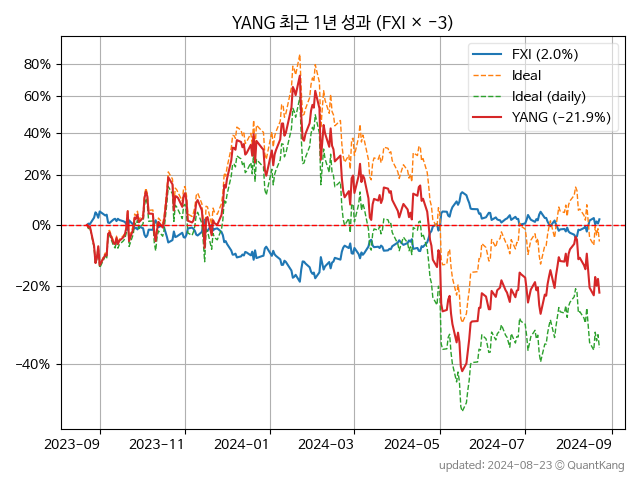 YANG 최근 1년 성과 (FXI × −3)
FXI (2.0%)
Ideal
Ideal (daily)
YANG (−21.9%)
80%
60%
40%
20%
0%
−20%
−40%
2023-09
2023-11
2024-01
2024-03
2024-05
2024-07
2024-09
updated: 2024-08-23 ⓒ QuantKang